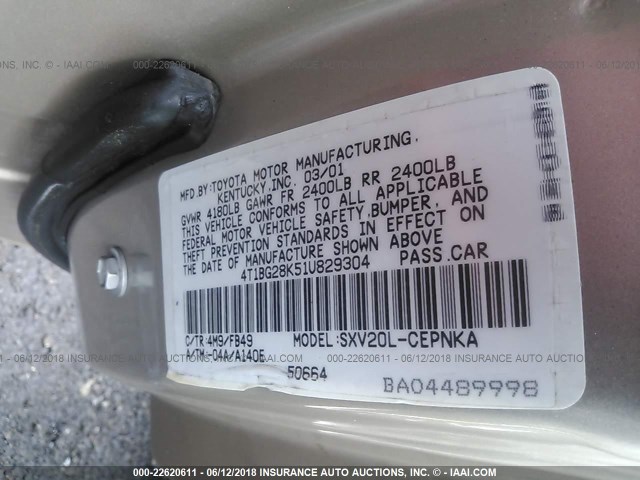 MFD BY:TOYOTA MOTOR MANUFACTURING,
KENTUCKY,INC. 03/01
GVWR 4180LB GAWR FR 2400LB RR 2400LB
THIS VEHICLE CONFORMS TO ALL APPLICABLE
FEDERAL MOTOR VEHICLE SAFETY,BUMPER, AND
THEFT PREVENTION STANDARDS IN EFFECT ON
THE DATE OF MANUFACTURE SHOWN ABOVE
4T1BG28K51U829304 PASS.CAR
C/TR:4M9/FB49 MODEL:SXV20L-CEPNKA
A/TM:-04A/A140E
50664
BA04489998
000-22620611 - 06/12/2018 INSURANCE AUTO AUCTIONS, INC. - © IAAI.COM